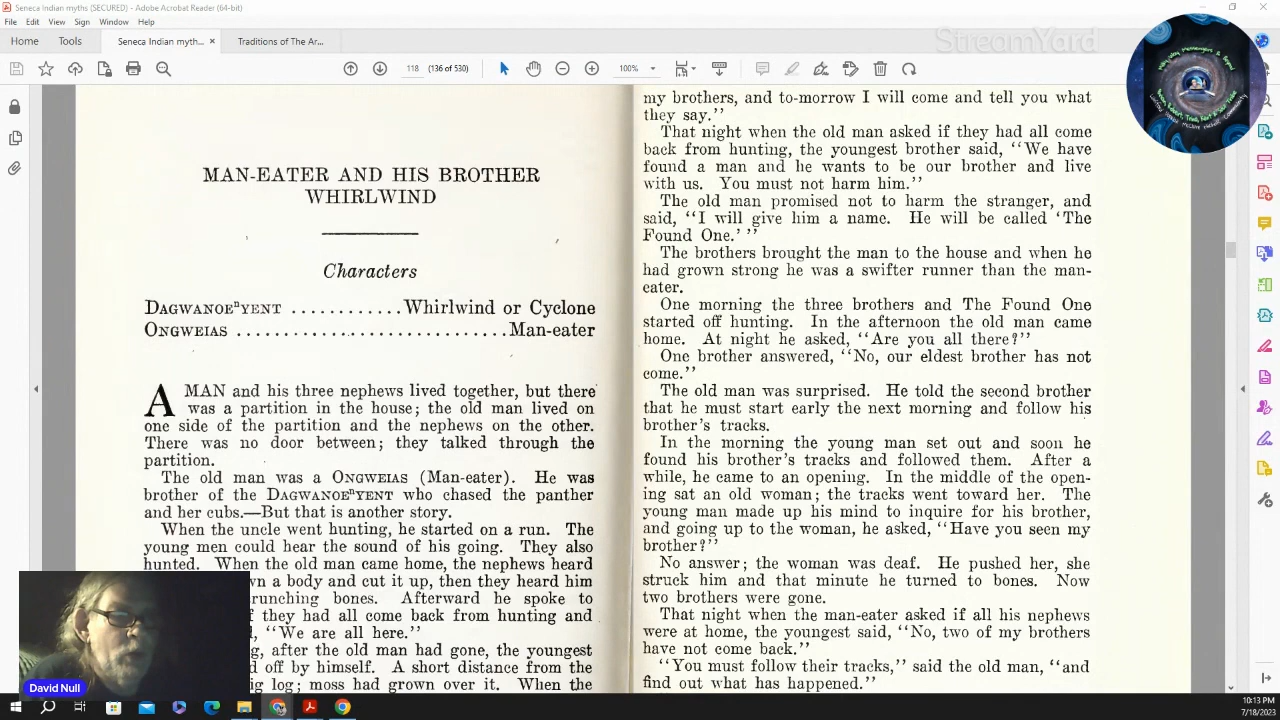 Seneca Indian myths (SECURED) - Adobe Acrobat Reader (64-bit)
File Edit View Sign Window Help
Home Tools Seneca Indian myth... × Traditions of The Ar...
118 (136 of 530) 100%
StreamYard
MAN-EATER AND HIS BROTHER
WHIRLWIND
Characters
DAGWANOEⁿYENT ............Whirlwind or Cyclone
ONGWEIAS ............................Man-eater
A MAN and his three nephews lived together, but there
was a partition in the house; the old man lived on
one side of the partition and the nephews on the other.
There was no door between; they talked through the
partition.
The old man was a ONGWEIAS (Man-eater). He was
brother of the DAGWANOEⁿYENT who chased the panther
and her cubs.—But that is another story.
When the uncle went hunting, he started on a run. The
young men could hear the sound of his going. They also
hunted. When the old man came home, the nephews heard
a body and cut it up, then they heard him
crunching bones. Afterward he spoke to
if they had all come back from hunting and
"We are all here."
after the old man had gone, the youngest
off by himself. A short distance from the
log; moss had grown over it. When the
my brothers, and to-morrow I will come and tell you what
they say."
That night when the old man asked if they had all come
back from hunting, the youngest brother said, "We have
found a man and he wants to be our brother and live
with us. You must not harm him."
The old man promised not to harm the stranger, and
said, "I will give him a name. He will be called 'The
Found One.' "
The brothers brought the man to the house and when he
had grown strong he was a swifter runner than the man-
eater.
One morning the three brothers and The Found One
started off hunting. In the afternoon the old man came
home. At night he asked, "Are you all there?"
One brother answered, "No, our eldest brother has not
come."
The old man was surprised. He told the second brother
that he must start early the next morning and follow his
brother's tracks.
In the morning the young man set out and soon he
found his brother's tracks and followed them. After a
while, he came to an opening. In the middle of the open-
ing sat an old woman; the tracks went toward her. The
young man made up his mind to inquire for his brother,
and going up to the woman, he asked, "Have you seen my
brother?"
No answer; the woman was deaf. He pushed her, she
struck him and that minute he turned to bones. Now
two brothers were gone.
That night when the man-eater asked if all his nephews
were at home, the youngest said, "No, two of my brothers
have not come back."
"You must follow their tracks," said the old man, "and
find out what has happened."
David Null
10:13 PM
7/18/2023